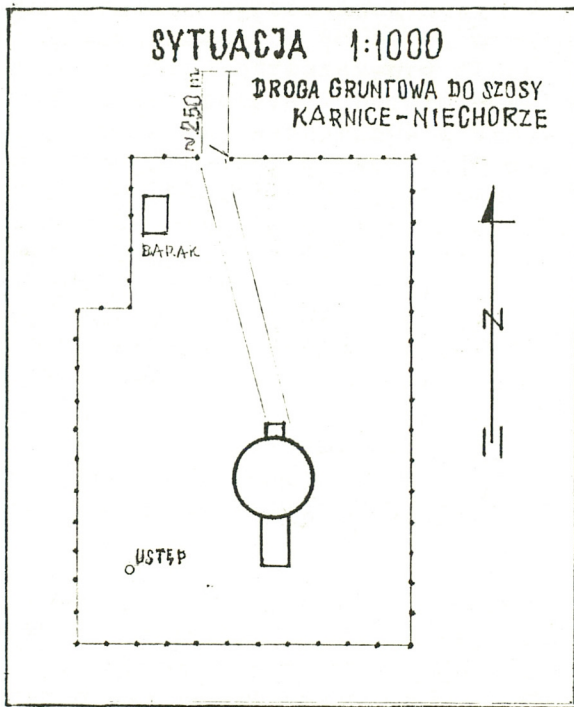 SYTUACJA 1:1000
DROGA GRUNTOWA DO SZOSY
KARNICE-NIECHORZE
~250 m
BARAK
N
USTĘP